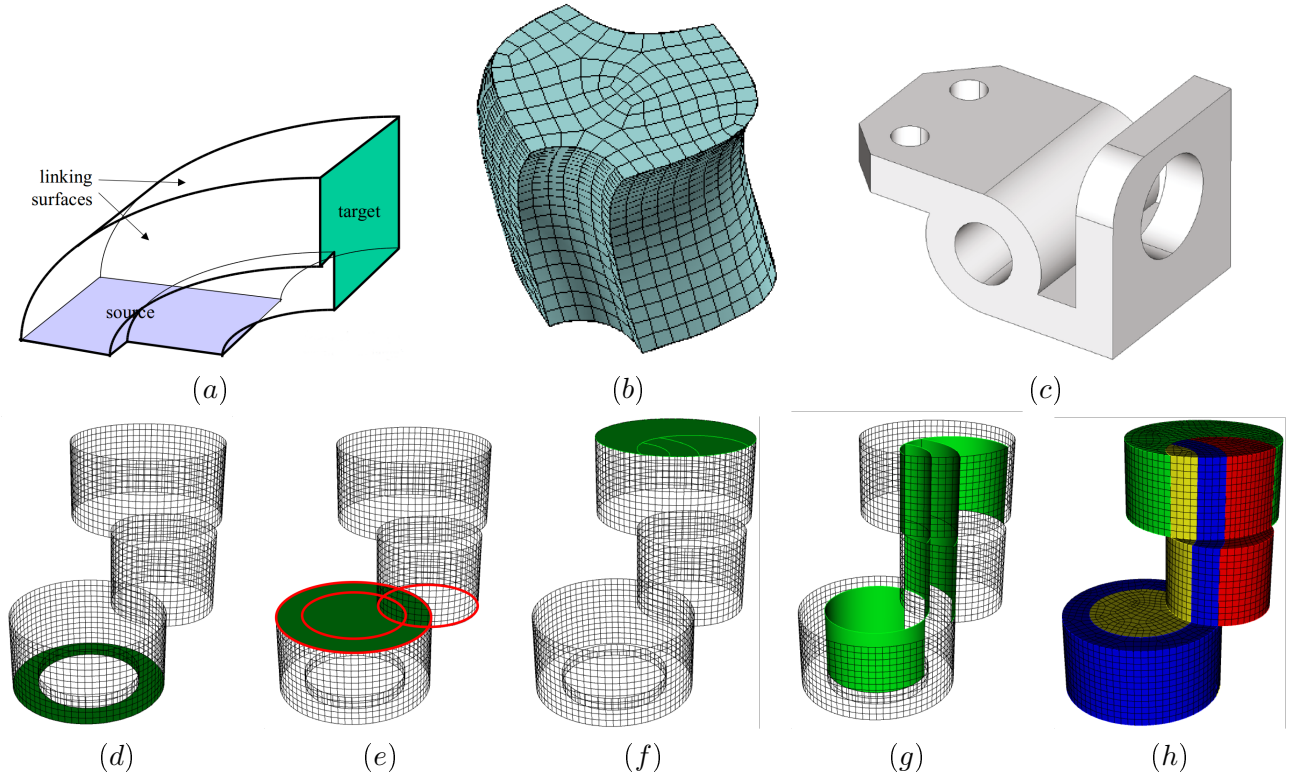 linking
surfaces
target
source
(a)
(b)
(c)
(d)
(e)
(f)
(g)
(h)